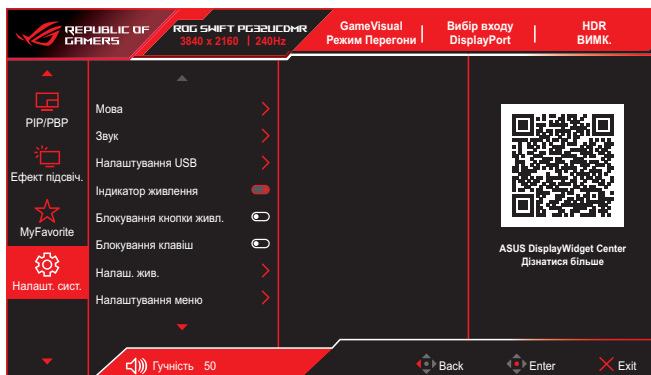 REPUBLIC OF
GAMERS
ROG SWIFT PG32UCDMR
3840 x 2160 | 240Hz
GameVisual
Режим Перегони
Вибір входу
DisplayPort
HDR
ВИМК.
PIP/PBP
Ефект підсвіч.
MyFavorite
Налашт. сист.
Мова
Звук
Налаштування USB
Індикатор живлення
Блокування кнопки живл.
Блокування клавіш
Налаш. жив.
Налаштування меню
ASUS DisplayWidget Center
Дізнатися більше
Гучність 50
Back
Enter
Exit